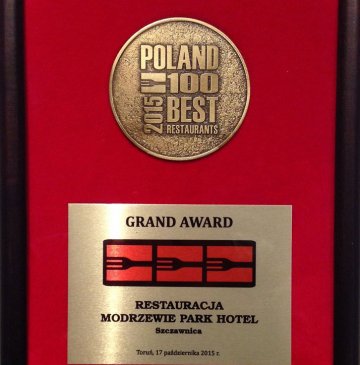 POLAND
2015 100
BEST
RESTAURANTS
GRAND AWARD
RESTAURACJA
MODRZEWIE PARK HOTEL
Szczawnica
Toruń, 17 października 2015 r.